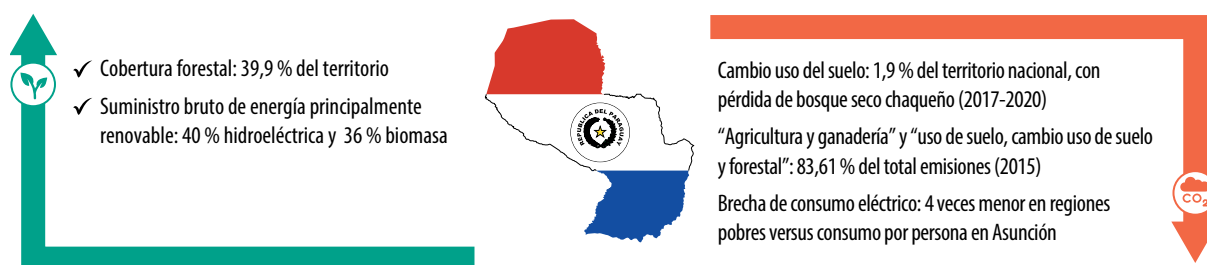 ✓ Cobertura forestal: 39,9 % del territorio
✓ Suministro bruto de energía principalmente
renovable: 40 % hidroeléctrica y 36 % biomasa
REPUBLICA DEL PARAGUAY
Cambio uso del suelo: 1,9 % del territorio nacional, con
pérdida de bosque seco chaqueño (2017-2020)
“Agricultura y ganadería” y “uso de suelo, cambio uso de suelo
y forestal”: 83,61 % del total emisiones (2015)
Brecha de consumo eléctrico: 4 veces menor en regiones
pobres versus consumo por persona en Asunción
CO₂